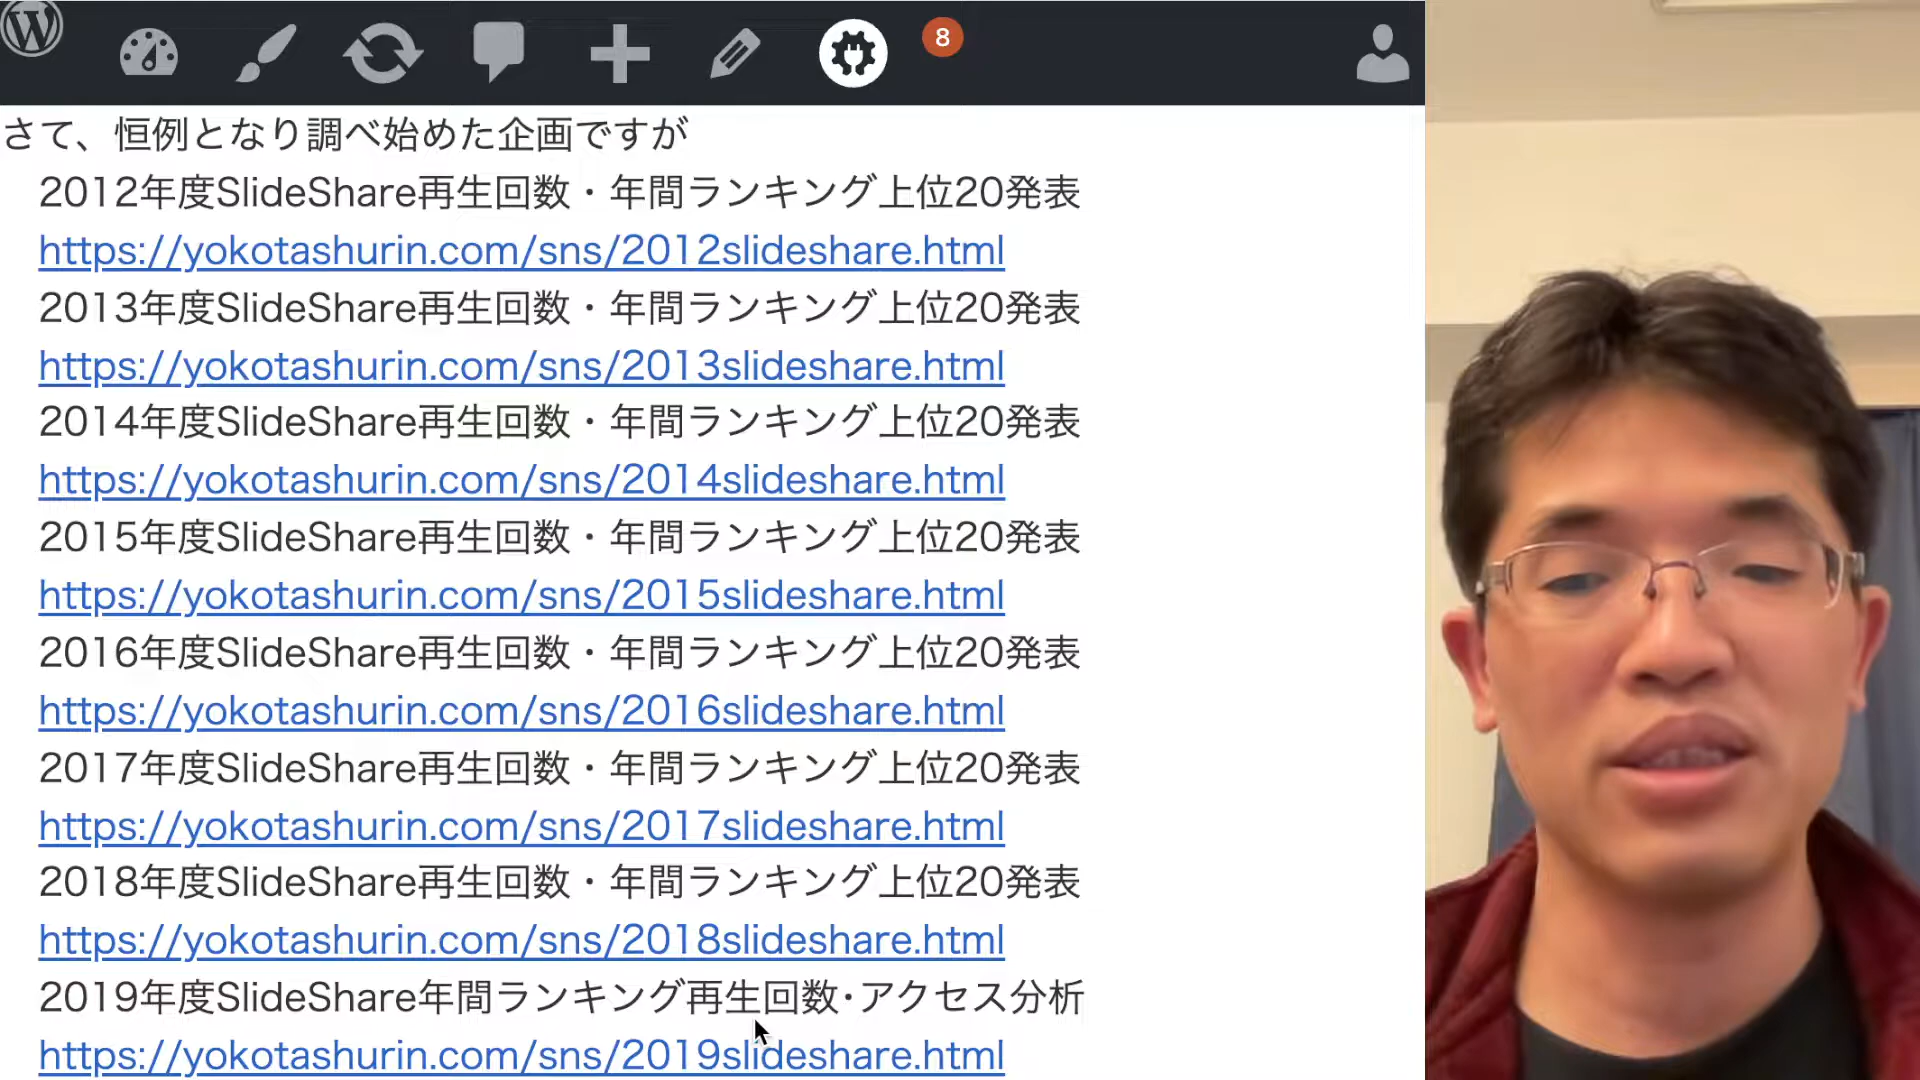 8
さて、恒例となり調べ始めた企画ですが
2012年度SlideShare再生回数・年間ランキング上位20発表
https://yokotashurin.com/sns/2012slideshare.html
2013年度SlideShare再生回数・年間ランキング上位20発表
https://yokotashurin.com/sns/2013slideshare.html
2014年度SlideShare再生回数・年間ランキング上位20発表
https://yokotashurin.com/sns/2014slideshare.html
2015年度SlideShare再生回数・年間ランキング上位20発表
https://yokotashurin.com/sns/2015slideshare.html
2016年度SlideShare再生回数・年間ランキング上位20発表
https://yokotashurin.com/sns/2016slideshare.html
2017年度SlideShare再生回数・年間ランキング上位20発表
https://yokotashurin.com/sns/2017slideshare.html
2018年度SlideShare再生回数・年間ランキング上位20発表
https://yokotashurin.com/sns/2018slideshare.html
2019年度SlideShare年間ランキング再生回数･アクセス分析
https://yokotashurin.com/sns/2019slideshare.html